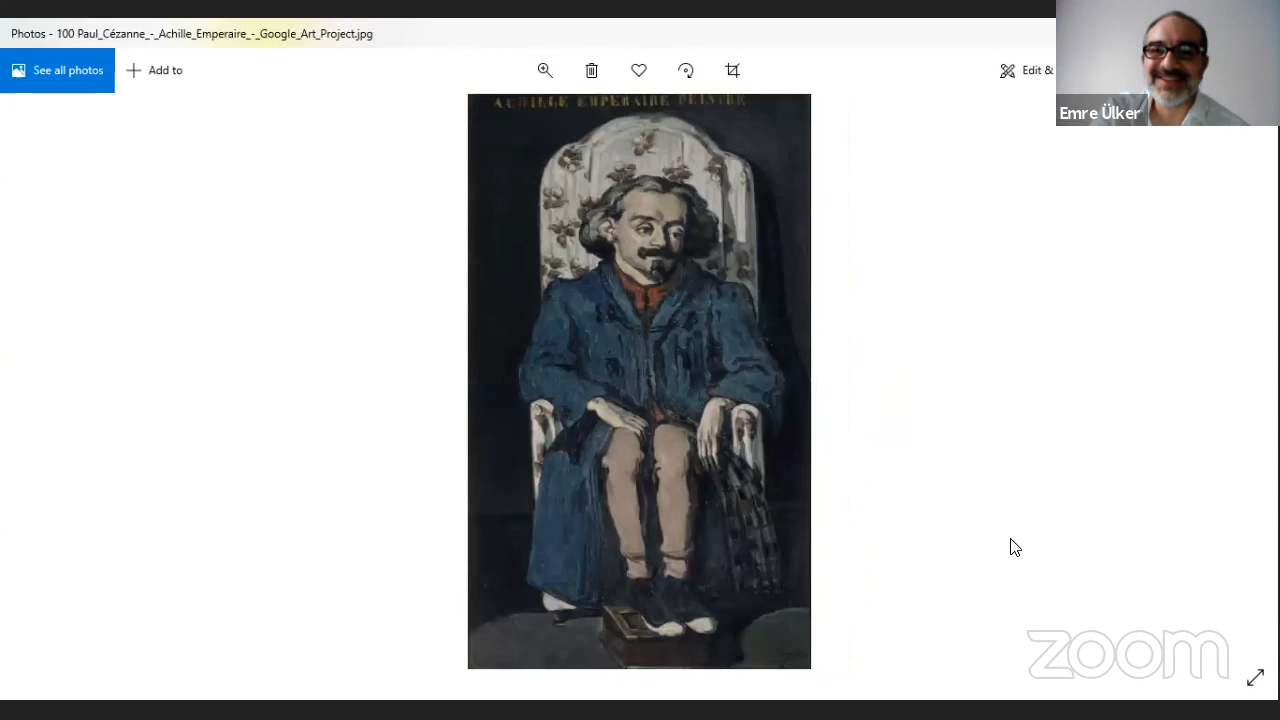 Photos - 100 Paul_Cézanne_-_Achille_Emperaire_-_Google_Art_Project.jpg
See all photos
Add to
Edit &
Emre Ülker
ACHILLE EMPERAIRE PEINTRE
zoom